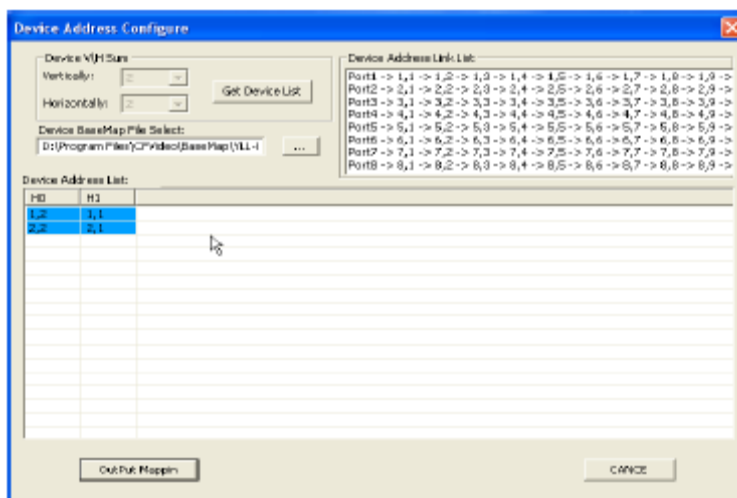 Device Address Configure
Device V\H Sum
Vertically: 2
Horizontally: 2
Get Device List
Device BaseMap File Select:
D:\Program Files\CPVideo\BaseMap\YLL-
...
Device Address Link List:
Port1 -> 1,1 -> 1,2 -> 1,3 -> 1,4 -> 1,5 -> 1,6 -> 1,7 -> 1,8 -> 1,9 ->
Port2 -> 2,1 -> 2,2 -> 2,3 -> 2,4 -> 2,5 -> 2,6 -> 2,7 -> 2,8 -> 2,9 ->
Port3 -> 3,1 -> 3,2 -> 3,3 -> 3,4 -> 3,5 -> 3,6 -> 3,7 -> 3,8 -> 3,9 ->
Port4 -> 4,1 -> 4,2 -> 4,3 -> 4,4 -> 4,5 -> 4,6 -> 4,7 -> 4,8 -> 4,9 ->
Port5 -> 5,1 -> 5,2 -> 5,3 -> 5,4 -> 5,5 -> 5,6 -> 5,7 -> 5,8 -> 5,9 ->
Port6 -> 6,1 -> 6,2 -> 6,3 -> 6,4 -> 6,5 -> 6,6 -> 6,7 -> 6,8 -> 6,9 ->
Port7 -> 7,1 -> 7,2 -> 7,3 -> 7,4 -> 7,5 -> 7,6 -> 7,7 -> 7,8 -> 7,9 ->
Port8 -> 8,1 -> 8,2 -> 8,3 -> 8,4 -> 8,5 -> 8,6 -> 8,7 -> 8,8 -> 8,9 ->
Device Address List:
H0 H1
1,2 1,1
2,2 2,1
OutPut Mappin
CANCE